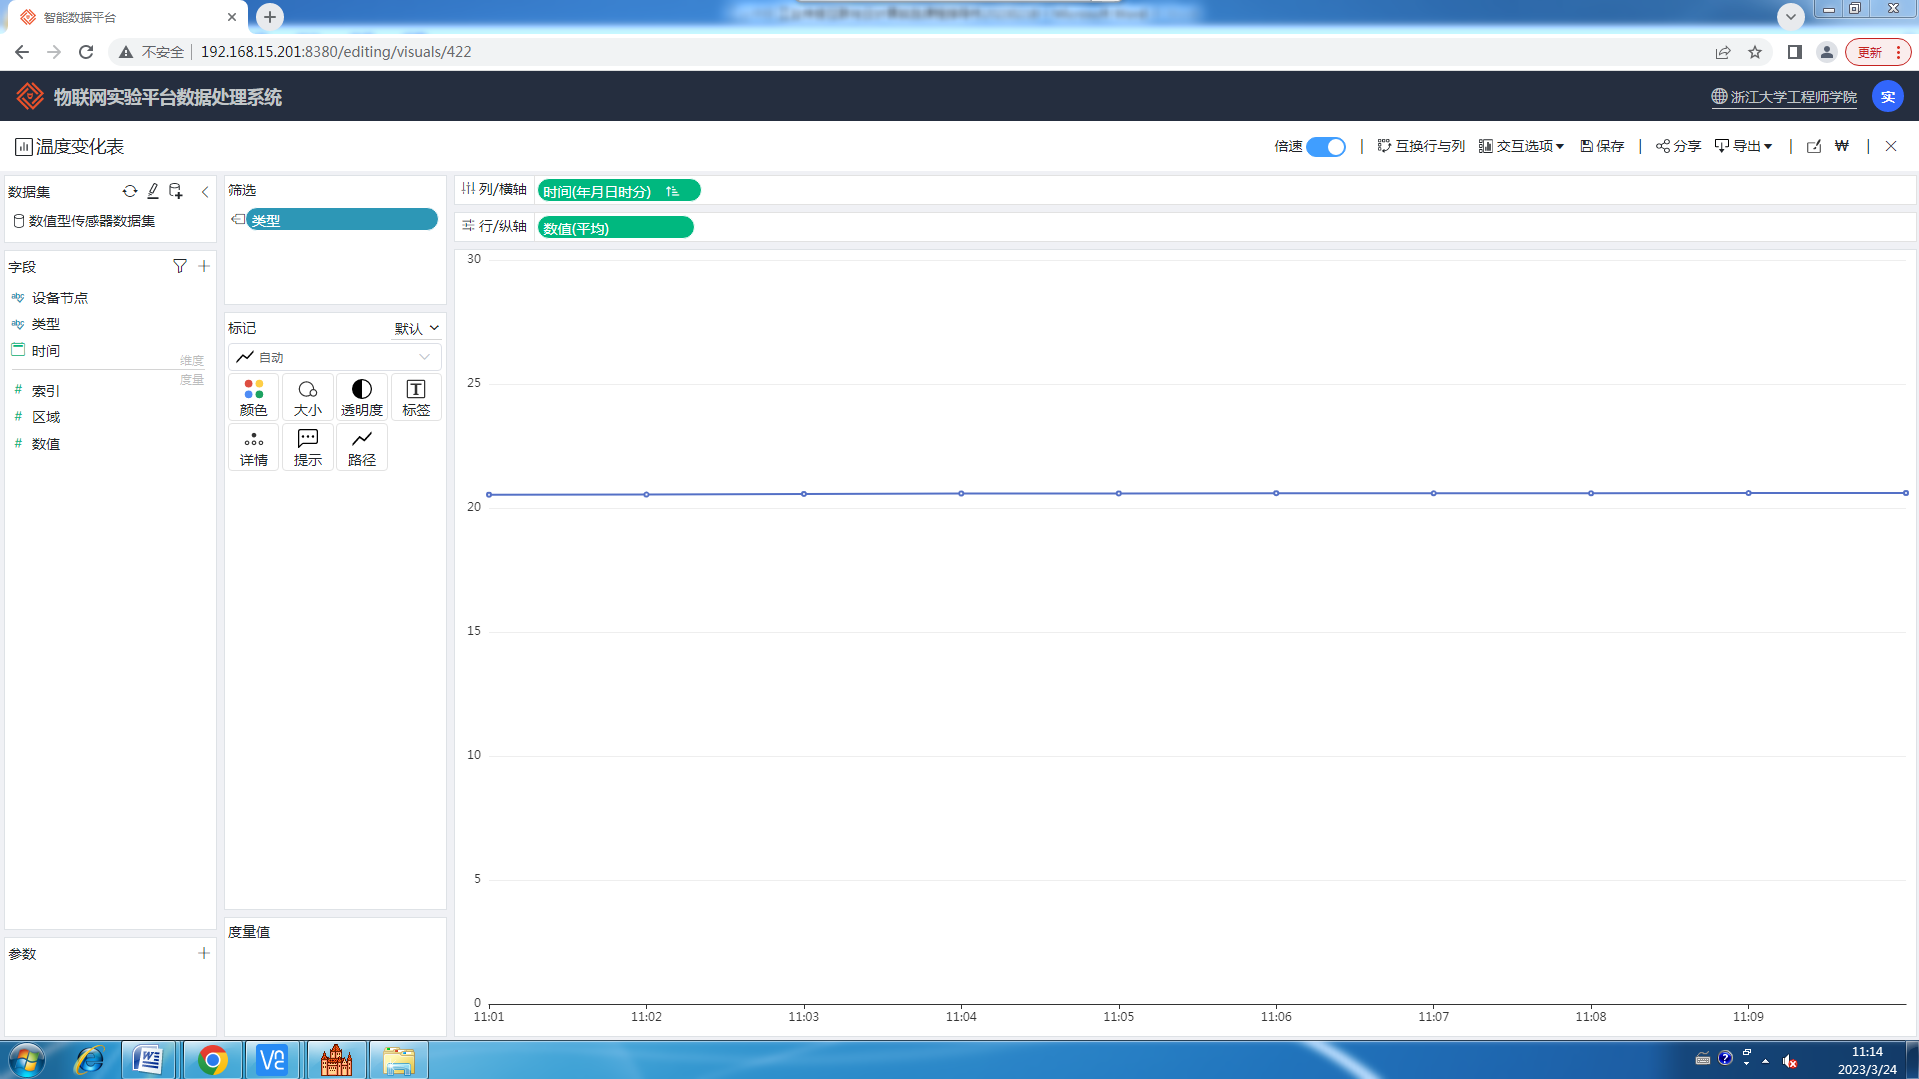 智能数据平台
不安全
192.168.15.201:8380/editing/visuals/422
更新
物联网实验平台数据处理系统
浙江大学工程师学院
实
温度变化表
倍速
互换行与列
交互选项
保存
分享
导出
数据集
数值型传感器数据集
字段
abc 设备节点
abc 类型
时间
维度
度量
# 索引
# 区域
# 数值
参数
筛选
类型
标记
默认
自动
颜色
大小
透明度
标签
详情
提示
路径
度量值
列/横轴
时间(年月日时分)
行/纵轴
数值(平均)
30
25
20
15
10
5
0
11:01
11:02
11:03
11:04
11:05
11:06
11:07
11:08
11:09
11:14
2023/3/24